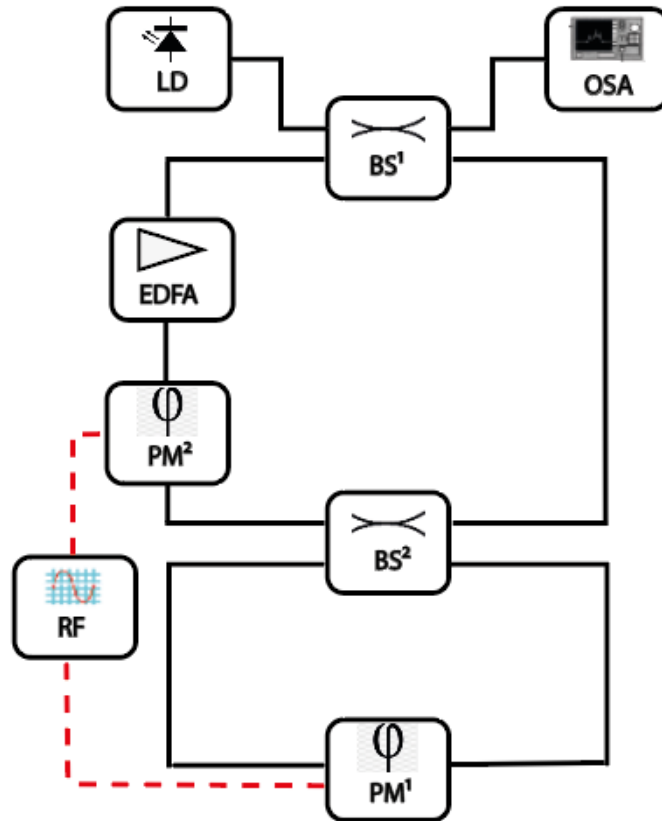 LD
OSA
BS¹
EDFA
φ
PM²
BS²
RF
φ
PM¹